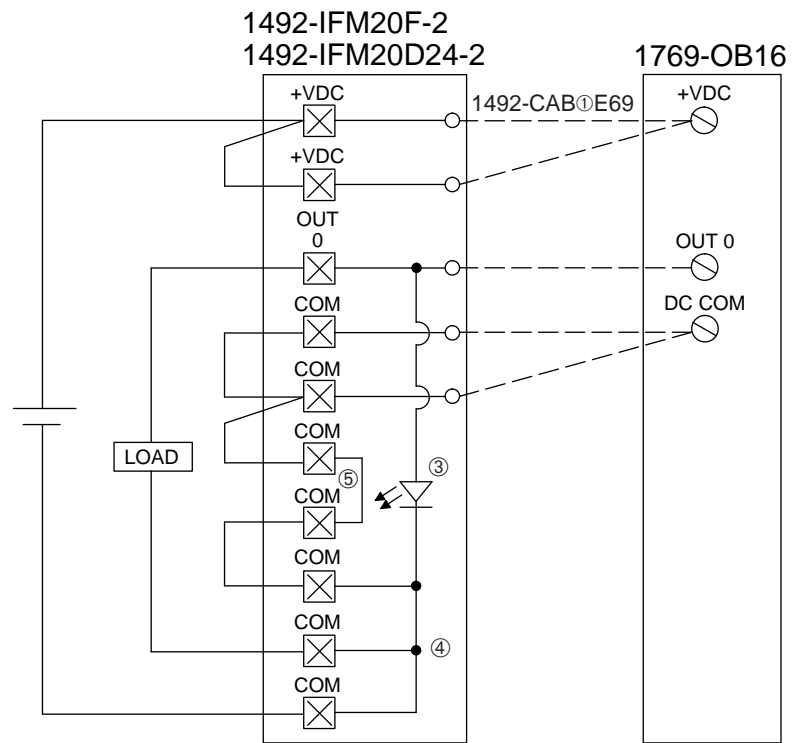 1492-IFM20F-2
1492-IFM20D24-2
1769-OB16
+VDC
1492-CAB①E69
+VDC
+VDC
OUT
0
OUT 0
COM
DC COM
COM
COM
LOAD
③
⑤
COM
COM
COM
④
COM